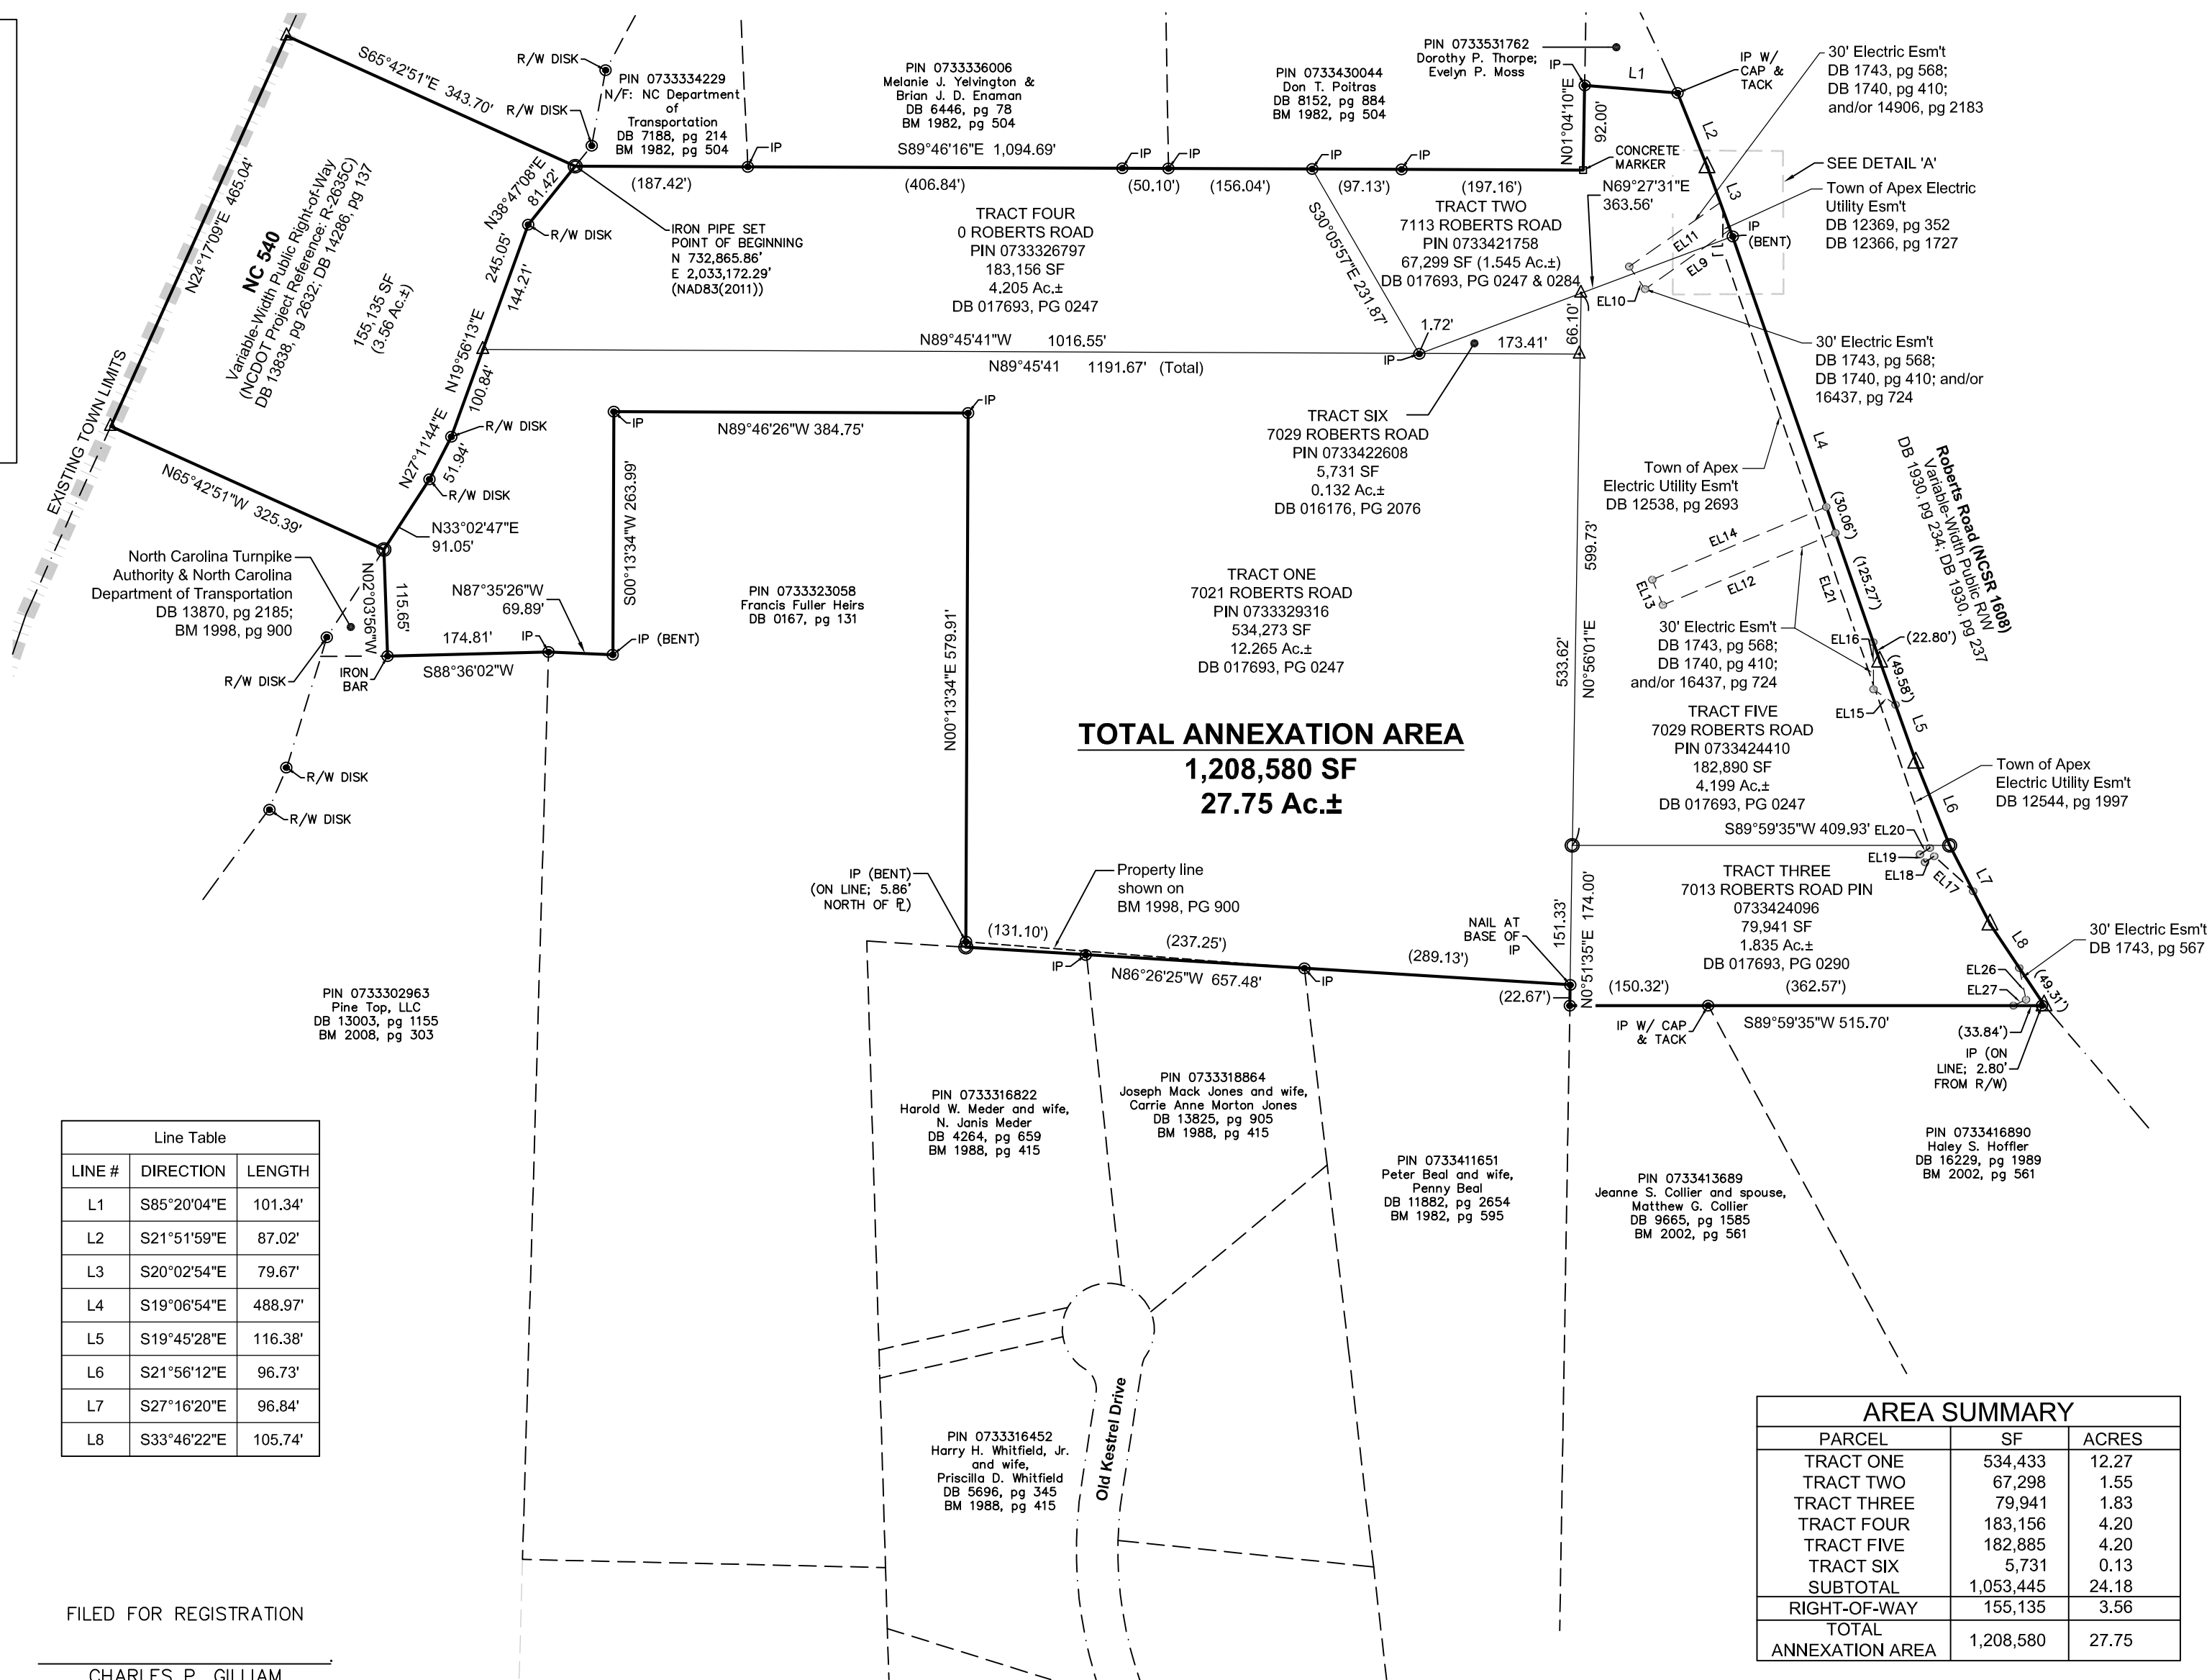 S65°42'51"E 343.70'
R/W DISK
R/W DISK
PIN 0733334229
N/F: NC Department
of
Transportation
DB 7188, pg 214
BM 1982, pg 504
PIN 0733336006
Melanie J. Yelvington &
Brian J. D. Enaman
DB 6446, pg 78
BM 1982, pg 504
S89°46'16"E 1,094.69'
PIN 0733430044
Don T. Poitras
DB 8152, pg 884
BM 1982, pg 504
PIN 0733531762
Dorothy P. Thorpe;
Evelyn P. Moss
IP
L1
IP W/
CAP &
TACK
30' Electric Esm't
DB 1743, pg 568;
DB 1740, pg 410;
and/or 14906, pg 2183
N01°04'10"E
92.00'
L2
CONCRETE
MARKER
SEE DETAIL 'A'
Town of Apex Electric
Utility Esm't
DB 12369, pg 352
DB 12366, pg 1727
L3
IP
(BENT)
IP
IP
IP
IP
IP
(187.42')
(406.84')
(50.10')
(156.04')
(97.13')
(197.16')
N69°27'31"E
363.56'
EL11
EL9
EL10
N24°17'09"E 465.04'
NC 540
Variable-Width Public Right-of-Way
(NCDOT Project Reference: R-2635C)
DB 13838, pg 2632; DB 14286, pg 137
155,135 SF
(3.56 Ac.±)
EXISTING TOWN LIMITS
N38°47'08"E
81.42'
R/W DISK
IRON PIPE SET
POINT OF BEGINNING
N 732,865.86'
E 2,033,172.29'
(NAD83(2011))
245.05'
144.21'
N19°56'13"E
100.84'
TRACT FOUR
0 ROBERTS ROAD
PIN 0733326797
183,156 SF
4.205 Ac.±
DB 017693, PG 0247
S30°05'57"E 231.87'
TRACT TWO
7113 ROBERTS ROAD
PIN 0733421758
67,299 SF (1.545 Ac.±)
DB 017693, PG 0247 & 0284
N89°45'41"W 1016.55'
N89°45'41 1191.67' (Total)
1.72'
IP
173.41'
66.10'
30' Electric Esm't
DB 1743, pg 568;
DB 1740, pg 410; and/or
16437, pg 724
R/W DISK
N27°11'44"E
51.94'
R/W DISK
N33°02'47"E
91.05'
N65°42'51"W 325.39'
IP
N89°46'26"W 384.75'
IP
S00°13'34"W 263.99'
TRACT SIX
7029 ROBERTS ROAD
PIN 0733422608
5,731 SF
0.132 Ac.±
DB 016176, PG 2076
L4
Roberts Road (NCSR 1608)
Variable-Width Public R/W
DB 1930, pg 234; DB 1930, pg 237
Town of Apex
Electric Utility Esm't
DB 12538, pg 2693
(30.06')
EL14
EL12
EL13
EL21
(125.27')
North Carolina Turnpike
Authority & North Carolina
Department of Transportation
DB 13870, pg 2185;
BM 1998, pg 900
R/W DISK
N02°03'56"W
115.65'
N87°35'26"W
69.89'
174.81'
IP
IP (BENT)
S88°36'02"W
IRON
BAR
PIN 0733323058
Francis Fuller Heirs
DB 0167, pg 131
N00°13'34"E 579.91'
TRACT ONE
7021 ROBERTS ROAD
PIN 0733329316
534,273 SF
12.265 Ac.±
DB 017693, PG 0247
599.73'
533.62'
N0°56'01"E
30' Electric Esm't
DB 1743, pg 568;
DB 1740, pg 410;
and/or 16437, pg 724
EL16
(22.80')
(49.58')
EL15
L5
R/W DISK
R/W DISK
TOTAL ANNEXATION AREA
1,208,580 SF
27.75 Ac.±
TRACT FIVE
7029 ROBERTS ROAD
PIN 0733424410
182,890 SF
4.199 Ac.±
DB 017693, PG 0247
Town of Apex
Electric Utility Esm't
DB 12544, pg 1997
L6
S89°59'35"W 409.93'
EL20
EL19
EL18
EL17
L7
IP (BENT)
(ON LINE; 5.86'
NORTH OF PL)
Property line
shown on
BM 1998, PG 900
(131.10')
(237.25')
IP
N86°26'25"W 657.48'
(289.13')
NAIL AT
BASE OF
IP
151.33'
N0°51'35"E 174.00'
(22.67')
TRACT THREE
7013 ROBERTS ROAD PIN
0733424096
79,941 SF
1.835 Ac.±
DB 017693, PG 0290
L8
30' Electric Esm't
DB 1743, pg 567
EL26
EL27
(49.31')
(150.32')
(362.57')
IP W/ CAP
& TACK
S89°59'35"W 515.70'
(33.84')
IP (ON
LINE; 2.80'
FROM R/W)
PIN 0733302963
Pine Top, LLC
DB 13003, pg 1155
BM 2008, pg 303
PIN 0733316822
Harold W. Meder and wife,
N. Janis Meder
DB 4264, pg 659
BM 1988, pg 415
PIN 0733318864
Joseph Mack Jones and wife,
Carrie Anne Morton Jones
DB 13825, pg 905
BM 1988, pg 415
PIN 0733411651
Peter Beal and wife,
Penny Beal
DB 11882, pg 2654
BM 1982, pg 595
PIN 0733413689
Jeanne S. Collier and spouse,
Matthew G. Collier
DB 9665, pg 1585
BM 2002, pg 561
PIN 0733416890
Haley S. Hoffler
DB 16229, pg 1989
BM 2002, pg 561
Line Table
LINE # DIRECTION LENGTH
L1 S85°20'04"E 101.34'
L2 S21°51'59"E 87.02'
L3 S20°02'54"E 79.67'
L4 S19°06'54"E 488.97'
L5 S19°45'28"E 116.38'
L6 S21°56'12"E 96.73'
L7 S27°16'20"E 96.84'
L8 S33°46'22"E 105.74'
Old Kestrel Drive
PIN 0733316452
Harry H. Whitfield, Jr.
and wife,
Priscilla D. Whitfield
DB 5696, pg 345
BM 1988, pg 415
AREA SUMMARY
PARCEL SF ACRES
TRACT ONE 534,433 12.27
TRACT TWO 67,298 1.55
TRACT THREE 79,941 1.83
TRACT FOUR 183,156 4.20
TRACT FIVE 182,885 4.20
TRACT SIX 5,731 0.13
SUBTOTAL 1,053,445 24.18
RIGHT-OF-WAY 155,135 3.56
TOTAL
ANNEXATION AREA 1,208,580 27.75
FILED FOR REGISTRATION
CHARLES P. GILLIAM